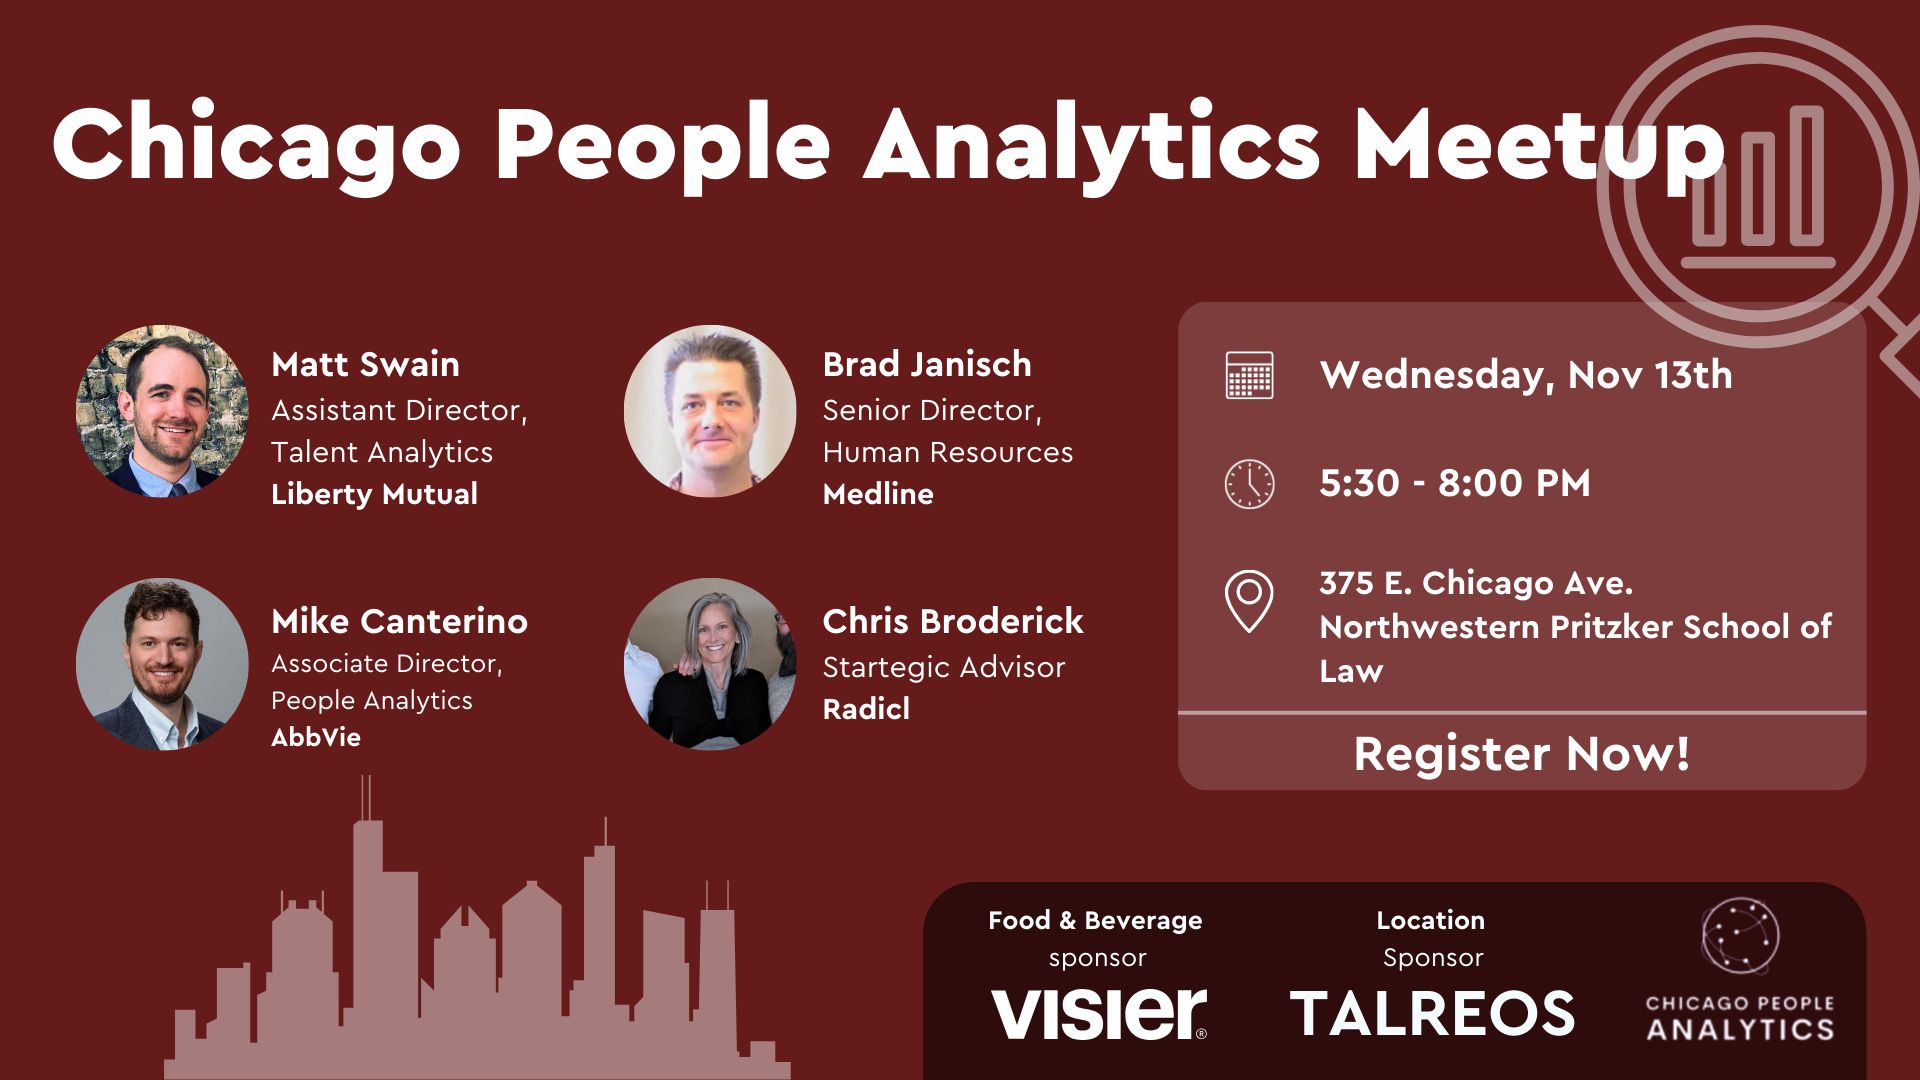 Chicago People Analytics Meetup
Matt Swain
Assistant Director,
Talent Analytics
Liberty Mutual
Brad Janisch
Senior Director,
Human Resources
Medline
Mike Canterino
Associate Director,
People Analytics
AbbVie
Chris Broderick
Startegic Advisor
Radicl
Wednesday, Nov 13th
5:30 - 8:00 PM
375 E. Chicago Ave.
Northwestern Pritzker School of
Law
Register Now!
Food & Beverage
sponsor
VISIER®
Location
Sponsor
TALREOS
CHICAGO PEOPLE
ANALYTICS